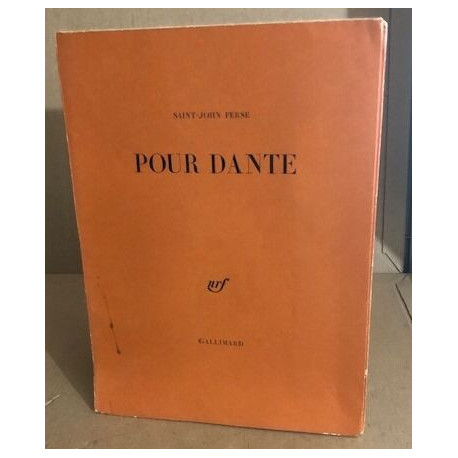 SAINT-JOHN PERSE
POUR DANTE
nrf
GALLIMARD